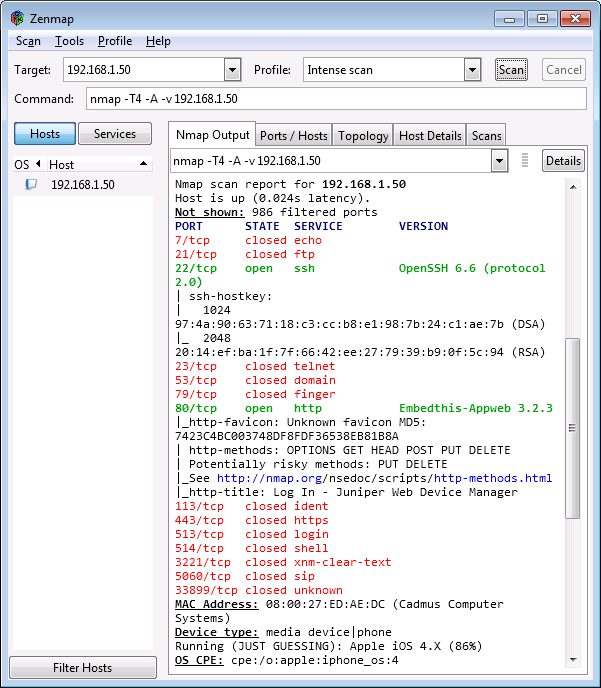 Zenmap
Scan Tools Profile Help
Target: 192.168.1.50 Profile: Intense scan Scan Cancel
Command: nmap -T4 -A -v 192.168.1.50
Hosts Services
OS Host
192.168.1.50
Filter Hosts
Nmap Output Ports / Hosts Topology Host Details Scans
nmap -T4 -A -v 192.168.1.50 Details
Nmap scan report for 192.168.1.50
Host is up (0.024s latency).
Not shown: 986 filtered ports
PORT STATE SERVICE VERSION
7/tcp closed echo
21/tcp closed ftp
22/tcp open ssh OpenSSH 6.6 (protocol
2.0)
| ssh-hostkey:
| 1024
97:4a:90:63:71:18:c3:cc:b8:e1:98:7b:24:c1:ae:7b (DSA)
|_ 2048
20:14:ef:ba:1f:7f:66:42:ee:27:79:39:b9:0f:5c:94 (RSA)
23/tcp closed telnet
53/tcp closed domain
79/tcp closed finger
80/tcp open http Embedthis-Appweb 3.2.3
|_http-favicon: Unknown favicon MD5:
7423C4BC003748DF8FDF36538EB81B8A
| http-methods: OPTIONS GET HEAD POST PUT DELETE
| Potentially risky methods: PUT DELETE
|_See http://nmap.org/nsedoc/scripts/http-methods.html
|_http-title: Log In - Juniper Web Device Manager
113/tcp closed ident
443/tcp closed https
513/tcp closed login
514/tcp closed shell
3221/tcp closed xnm-clear-text
5060/tcp closed sip
33899/tcp closed unknown
MAC Address: 08:00:27:ED:AE:DC (Cadmus Computer
Systems)
Device type: media device|phone
Running (JUST GUESSING): Apple iOS 4.X (86%)
OS CPE: cpe:/o:apple:iphone_os:4